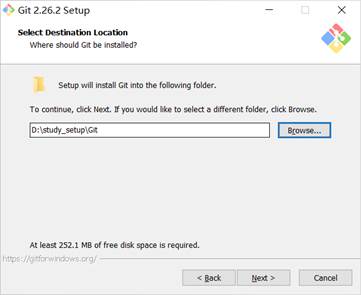 Git 2.26.2 Setup
Select Destination Location
Where should Git be installed?
Setup will install Git into the following folder.
To continue, click Next. If you would like to select a different folder, click Browse.
D:\study_setup\Git
Browse...
At least 252.1 MB of free disk space is required.
https://gitforwindows.org/
< Back
Next >
Cancel